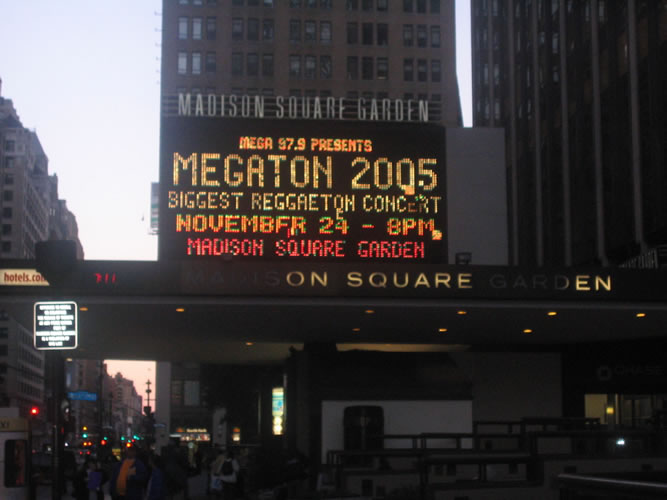 MADISON SQUARE GARDEN
MEGA 97.9 PRESENTS
MEGATON 2005
BIGGEST REGGAETON CONCERT
NOVEMBER 24 - 8PM
MADISON SQUARE GARDEN
hotels.com
MADISON SQUARE GARDEN
CHASE